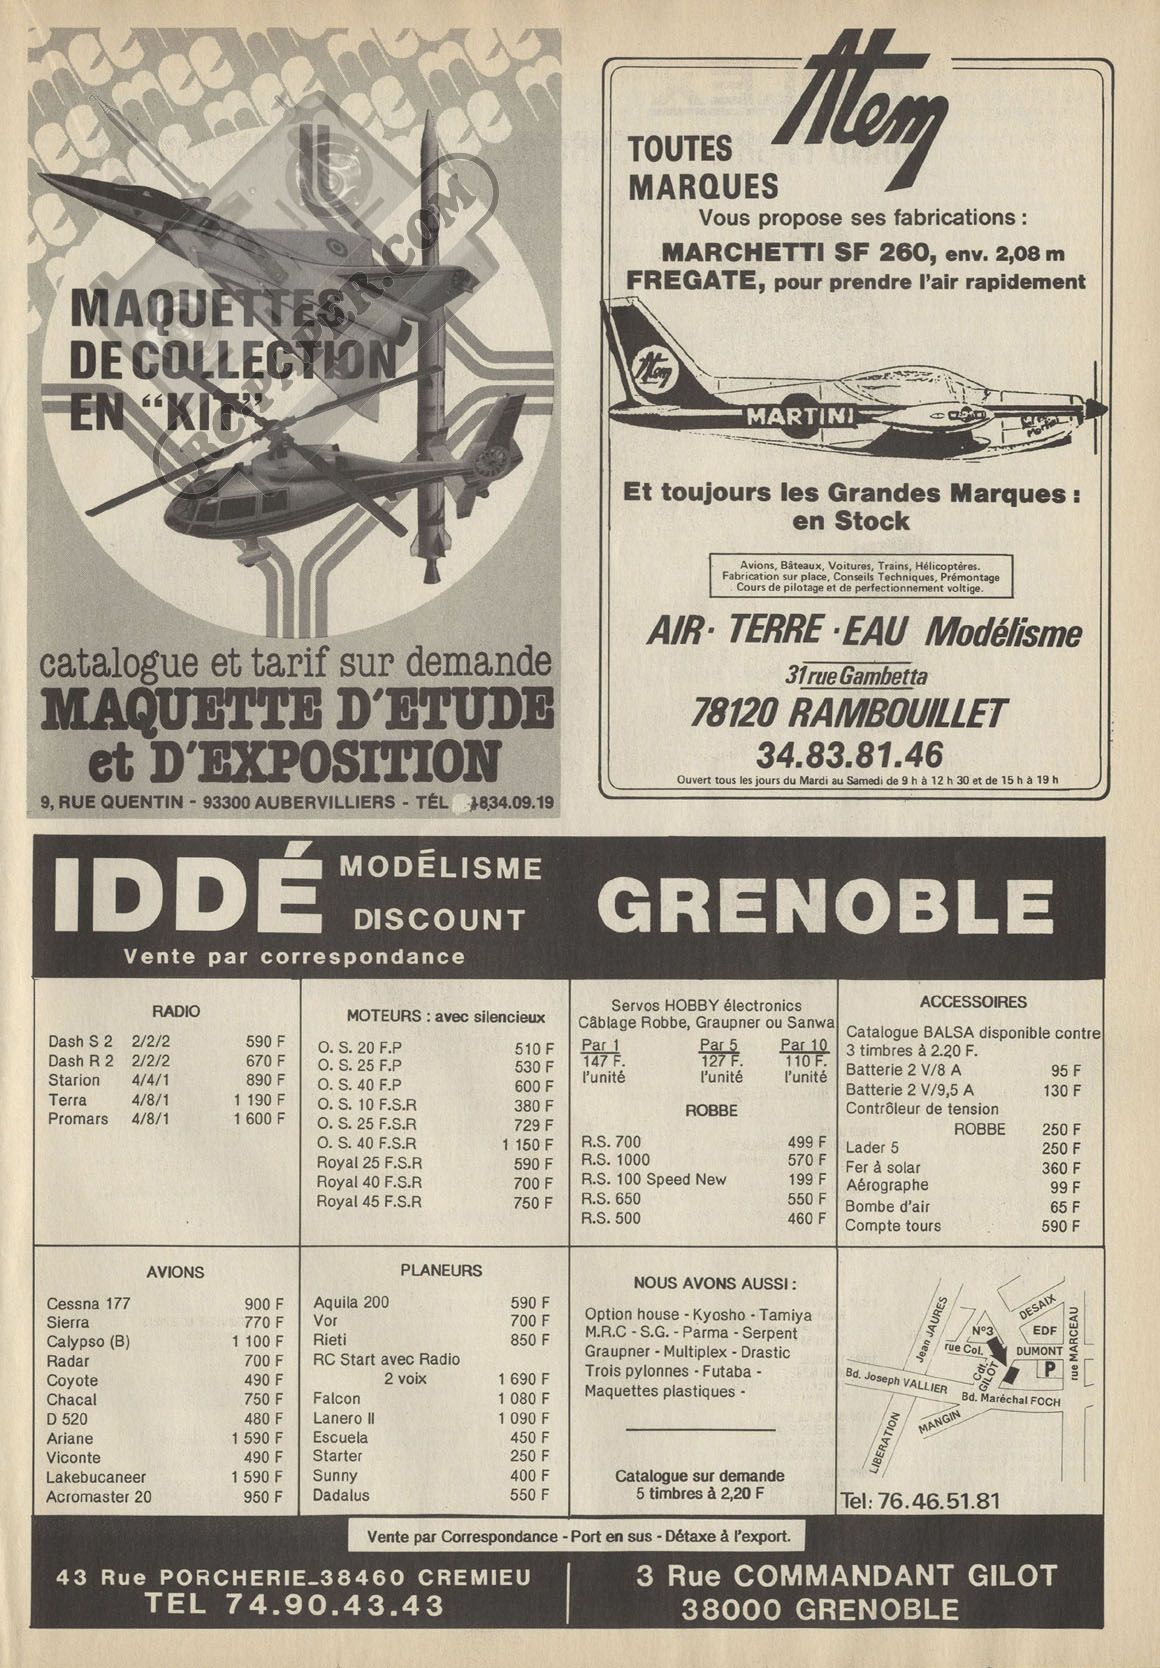 MAQUETTES
DE COLLECTION
EN "KIT"
RCPAPER.COM
catalogue et tarif sur demande
MAQUETTE D'ETUDE
et D'EXPOSITION
9, RUE QUENTIN - 93300 AUBERVILLIERS - TÉL 834.09.19
Atem
TOUTES
MARQUES
Vous propose ses fabrications :
MARCHETTI SF 260, env. 2,08 m
FREGATE, pour prendre l'air rapidement
Atem
MARTINI
Et toujours les Grandes Marques :
en Stock
Avions, Bâteaux, Voitures, Trains, Hélicoptères.
Fabrication sur place, Conseils Techniques, Prémontage
Cours de pilotage et de perfectionnement voltige.
AIR · TERRE · EAU Modélisme
31 rue Gambetta
78120 RAMBOUILLET
34.83.81.46
Ouvert tous les jours du Mardi au Samedi de 9 h à 12 h 30 et de 15 h à 19 h
IDDÉ MODÉLISME
DISCOUNT
GRENOBLE
Vente par correspondance
RADIO
Dash S 2 2/2/2 590 F
Dash R 2 2/2/2 670 F
Starion 4/4/1 890 F
Terra 4/8/1 1 190 F
Promars 4/8/1 1 600 F
MOTEURS : avec silencieux
O. S. 20 F.P 510 F
O. S. 25 F.P 530 F
O. S. 40 F.P 600 F
O. S. 10 F.S.R 380 F
O. S. 25 F.S.R 729 F
O. S. 40 F.S.R 1 150 F
Royal 25 F.S.R 590 F
Royal 40 F.S.R 700 F
Royal 45 F.S.R 750 F
Servos HOBBY électronics
Câblage Robbe, Graupner ou Sanwa
Par 1 Par 5 Par 10
147 F. 127 F. 110 F.
l'unité l'unité l'unité
ROBBE
R.S. 700 499 F
R.S. 1000 570 F
R.S. 100 Speed New 199 F
R.S. 650 550 F
R.S. 500 460 F
ACCESSOIRES
Catalogue BALSA disponible contre
3 timbres à 2.20 F.
Batterie 2 V/8 A 95 F
Batterie 2 V/9,5 A 130 F
Contrôleur de tension
ROBBE 250 F
Lader 5 250 F
Fer à solar 360 F
Aérographe 99 F
Bombe d'air 65 F
Compte tours 590 F
AVIONS
Cessna 177 900 F
Sierra 770 F
Calypso (B) 1 100 F
Radar 700 F
Coyote 490 F
Chacal 750 F
D 520 480 F
Ariane 1 590 F
Viconte 490 F
Lakebucaneer 1 590 F
Acromaster 20 950 F
PLANEURS
Aquila 200 590 F
Vor 700 F
Rieti 850 F
RC Start avec Radio
2 voix 1 690 F
Falcon 1 080 F
Lanero II 1 090 F
Escuela 450 F
Starter 250 F
Sunny 400 F
Dadalus 550 F
NOUS AVONS AUSSI :
Option house - Kyosho - Tamiya
M.R.C - S.G. - Parma - Serpent
Graupner - Multiplex - Drastic
Trois pylonnes - Futaba -
Maquettes plastiques -
Catalogue sur demande
5 timbres à 2,20 F
Jean JAURES
DESAIX
N°3
EDF
rue MARCEAU
rue Col.
DUMONT
P
Cdt. GILOT
Bd. Joseph VALLIER
Bd. Maréchal FOCH
MANGIN
LIBERATION
Tel: 76.46.51.81
Vente par Correspondance - Port en sus - Détaxe à l'export.
43 Rue PORCHERIE_38460 CREMIEU
TEL 74.90.43.43
3 Rue COMMANDANT GILOT
38000 GRENOBLE